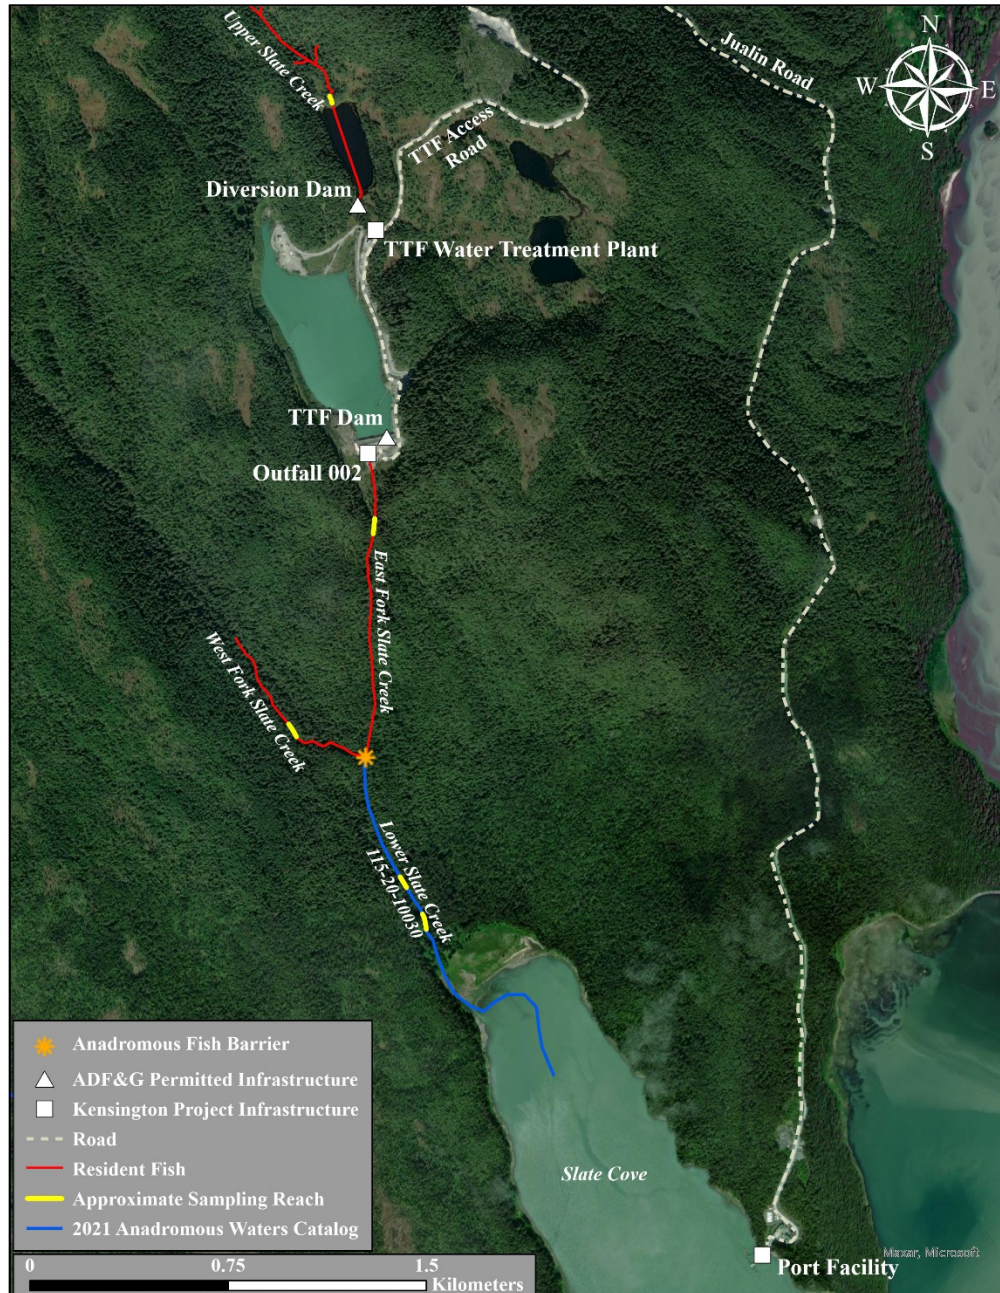 Upper Slate Creek
Jualin Road
N
W
E
S
TTF Access
Road
Diversion Dam
TTF Water Treatment Plant
TTF Dam
Outfall 002
East Fork Slate Creek
West Fork Slate Creek
Lower Slate Creek
115-20-10030
Slate Cove
Port Facility
Maxar, Microsoft
Anadromous Fish Barrier
ADF&G Permitted Infrastructure
Kensington Project Infrastructure
Road
Resident Fish
Approximate Sampling Reach
2021 Anadromous Waters Catalog
0 0.75 1.5
Kilometers